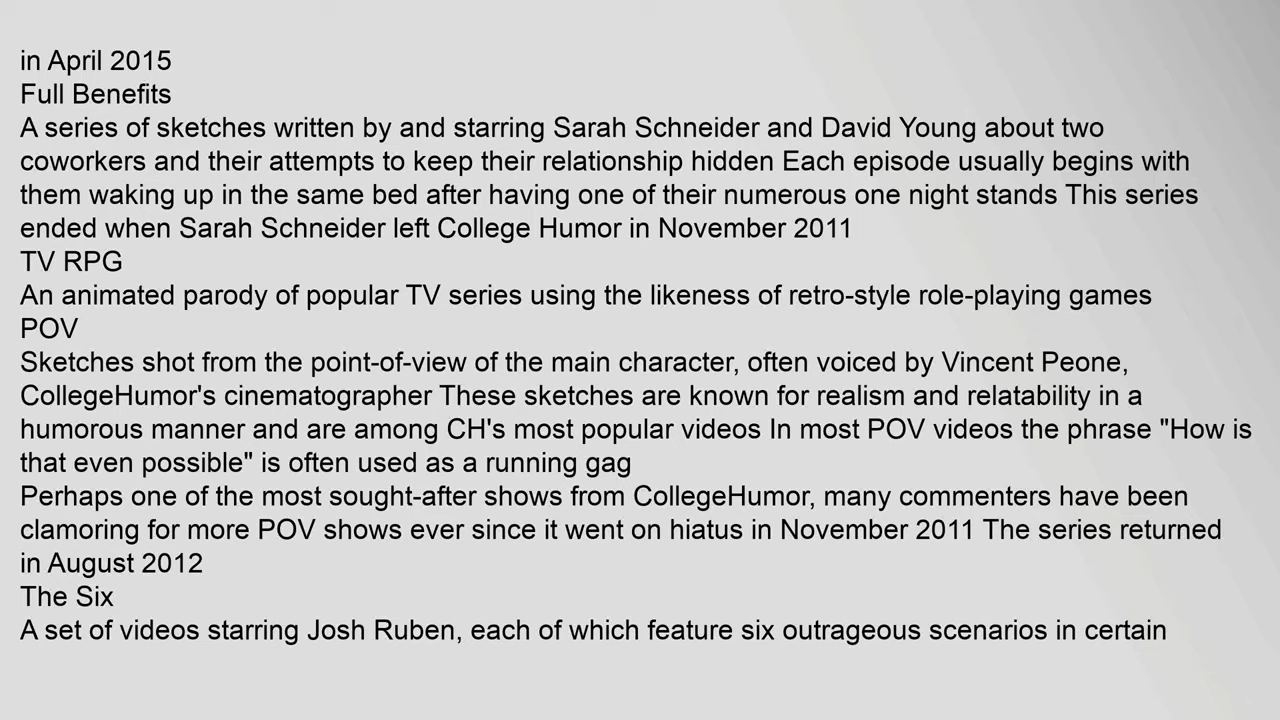 in April 2015
Full Benefits
A series of sketches written by and starring Sarah Schneider and David Young about two
coworkers and their attempts to keep their relationship hidden Each episode usually begins with
them waking up in the same bed after having one of their numerous one night stands This series
ended when Sarah Schneider left College Humor in November 2011
TV RPG
An animated parody of popular TV series using the likeness of retro-style role-playing games
POV
Sketches shot from the point-of-view of the main character, often voiced by Vincent Peone,
CollegeHumor's cinematographer These sketches are known for realism and relatability in a
humorous manner and are among CH's most popular videos In most POV videos the phrase "How is
that even possible" is often used as a running gag
Perhaps one of the most sought-after shows from CollegeHumor, many commenters have been
clamoring for more POV shows ever since it went on hiatus in November 2011 The series returned
in August 2012
The Six
A set of videos starring Josh Ruben, each of which feature six outrageous scenarios in certain